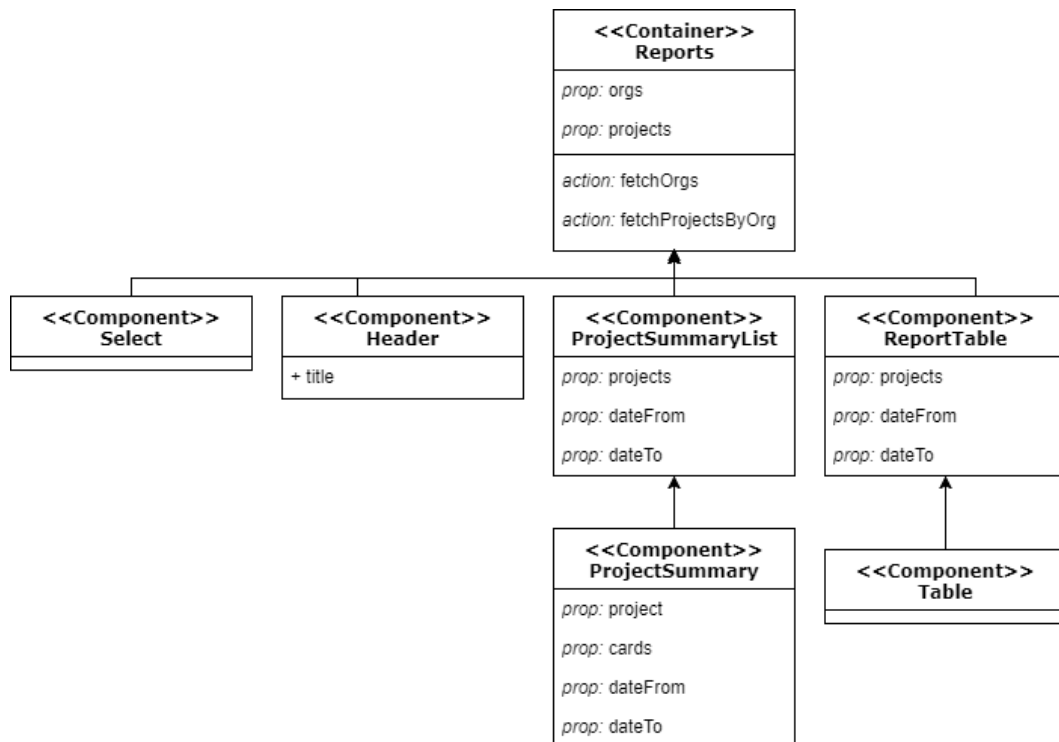 <<Container>>
Reports
prop: orgs
prop: projects
action: fetchOrgs
action: fetchProjectsByOrg
<<Component>>
Select
<<Component>>
Header
+ title
<<Component>>
ProjectSummaryList
prop: projects
prop: dateFrom
prop: dateTo
<<Component>>
ReportTable
prop: projects
prop: dateFrom
prop: dateTo
<<Component>>
ProjectSummary
prop: project
prop: cards
prop: dateFrom
prop: dateTo
<<Component>>
Table